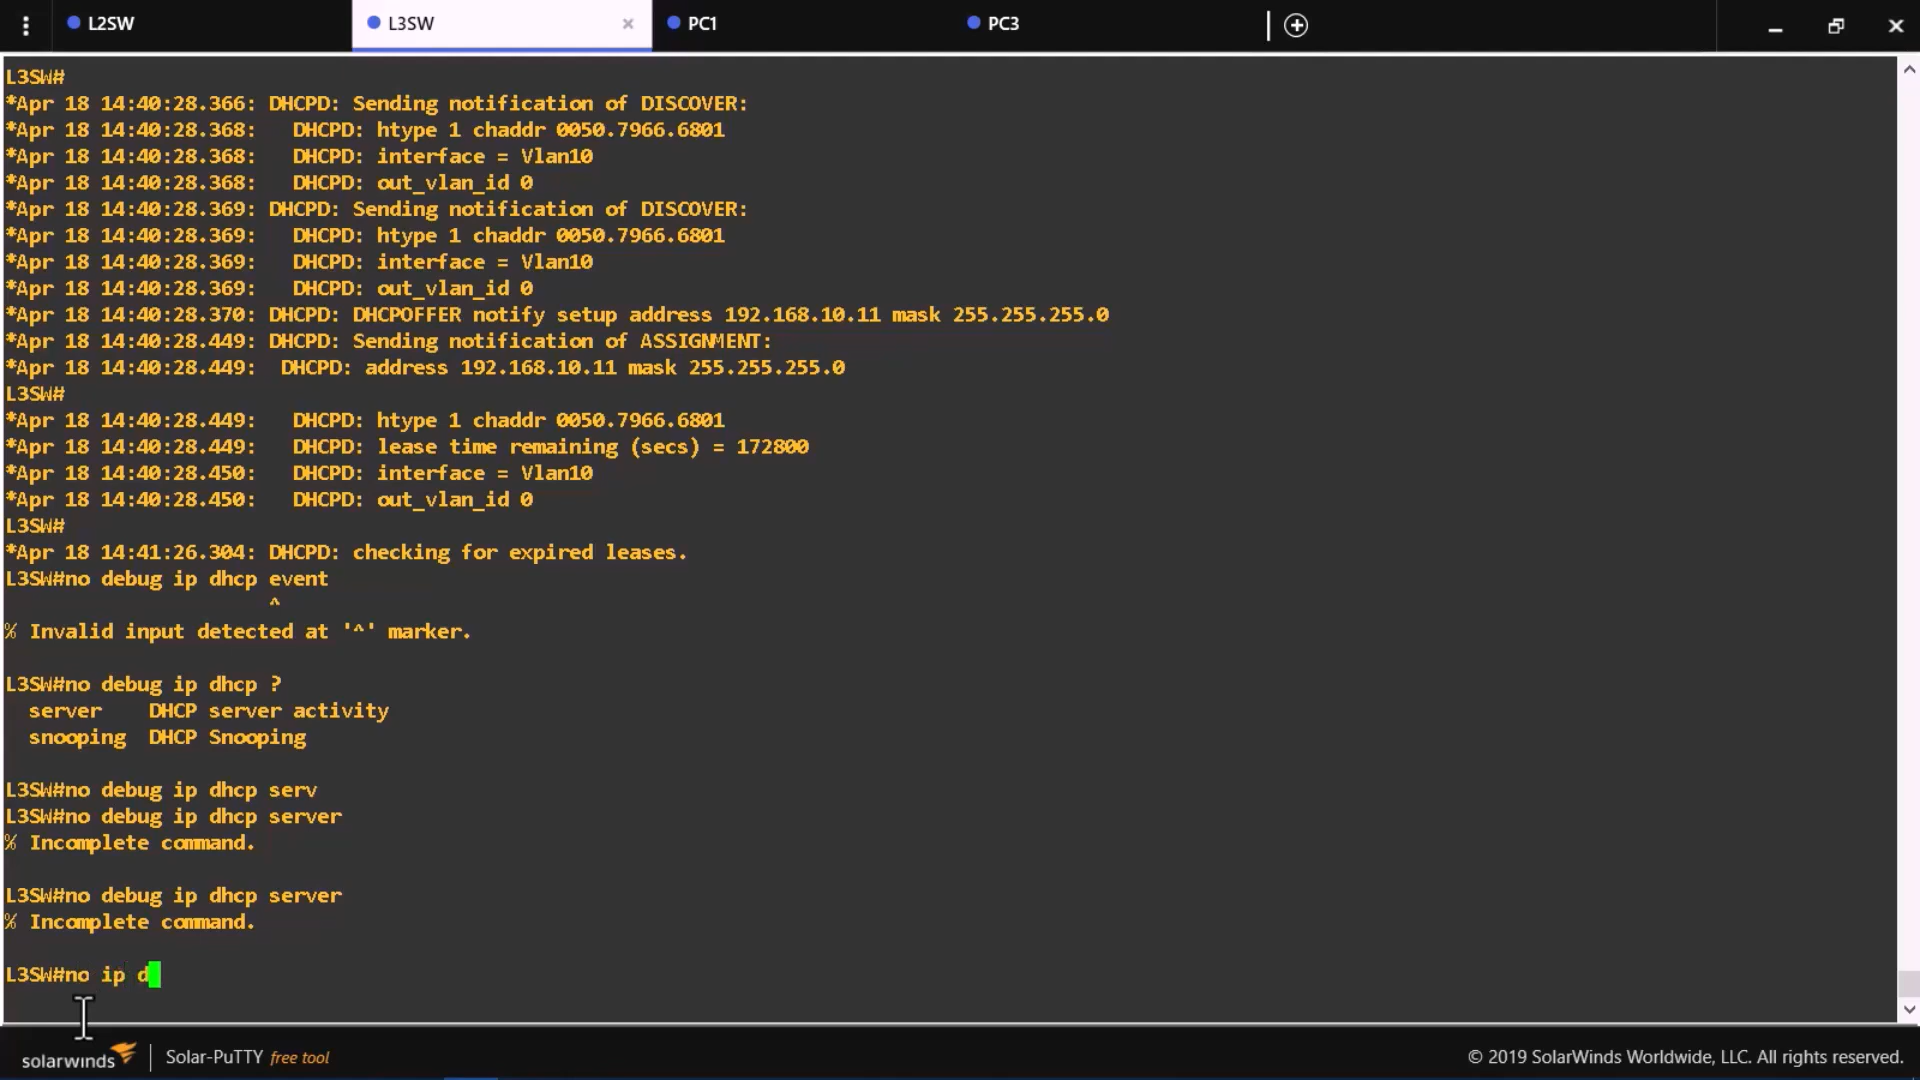 L2SW
L3SW
PC1
PC3
L3SW#
*Apr 18 14:40:28.366: DHCPD: Sending notification of DISCOVER:
*Apr 18 14:40:28.368:   DHCPD: htype 1 chaddr 0050.7966.6801
*Apr 18 14:40:28.368:   DHCPD: interface = Vlan10
*Apr 18 14:40:28.368:   DHCPD: out_vlan_id 0
*Apr 18 14:40:28.369: DHCPD: Sending notification of DISCOVER:
*Apr 18 14:40:28.369:   DHCPD: htype 1 chaddr 0050.7966.6801
*Apr 18 14:40:28.369:   DHCPD: interface = Vlan10
*Apr 18 14:40:28.369:   DHCPD: out_vlan_id 0
*Apr 18 14:40:28.370: DHCPD: DHCPOFFER notify setup address 192.168.10.11 mask 255.255.255.0
*Apr 18 14:40:28.449: DHCPD: Sending notification of ASSIGNMENT:
*Apr 18 14:40:28.449:  DHCPD: address 192.168.10.11 mask 255.255.255.0
L3SW#
*Apr 18 14:40:28.449:   DHCPD: htype 1 chaddr 0050.7966.6801
*Apr 18 14:40:28.449:   DHCPD: lease time remaining (secs) = 172800
*Apr 18 14:40:28.450:   DHCPD: interface = Vlan10
*Apr 18 14:40:28.450:   DHCPD: out_vlan_id 0
L3SW#
*Apr 18 14:41:26.304: DHCPD: checking for expired leases.
L3SW#no debug ip dhcp event
^
% Invalid input detected at '^' marker.
L3SW#no debug ip dhcp ?
server    DHCP server activity
snooping  DHCP Snooping
L3SW#no debug ip dhcp serv
L3SW#no debug ip dhcp server
% Incomplete command.
L3SW#no debug ip dhcp server
% Incomplete command.
L3SW#no ip d
solarwinds
Solar-PuTTY free tool
© 2019 SolarWinds Worldwide, LLC. All rights reserved.